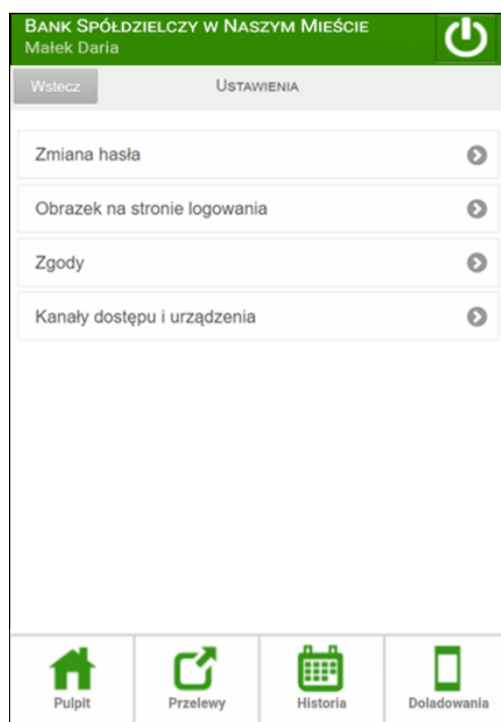 BANK SPÓŁDZIELCZY W NASZYM MIEŚCIE
Małek Daria
Wstecz
USTAWIENIA
Zmiana hasła
Obrazek na stronie logowania
Zgody
Kanały dostępu i urządzenia
Pulpit
Przelewy
Historia
Doladowania